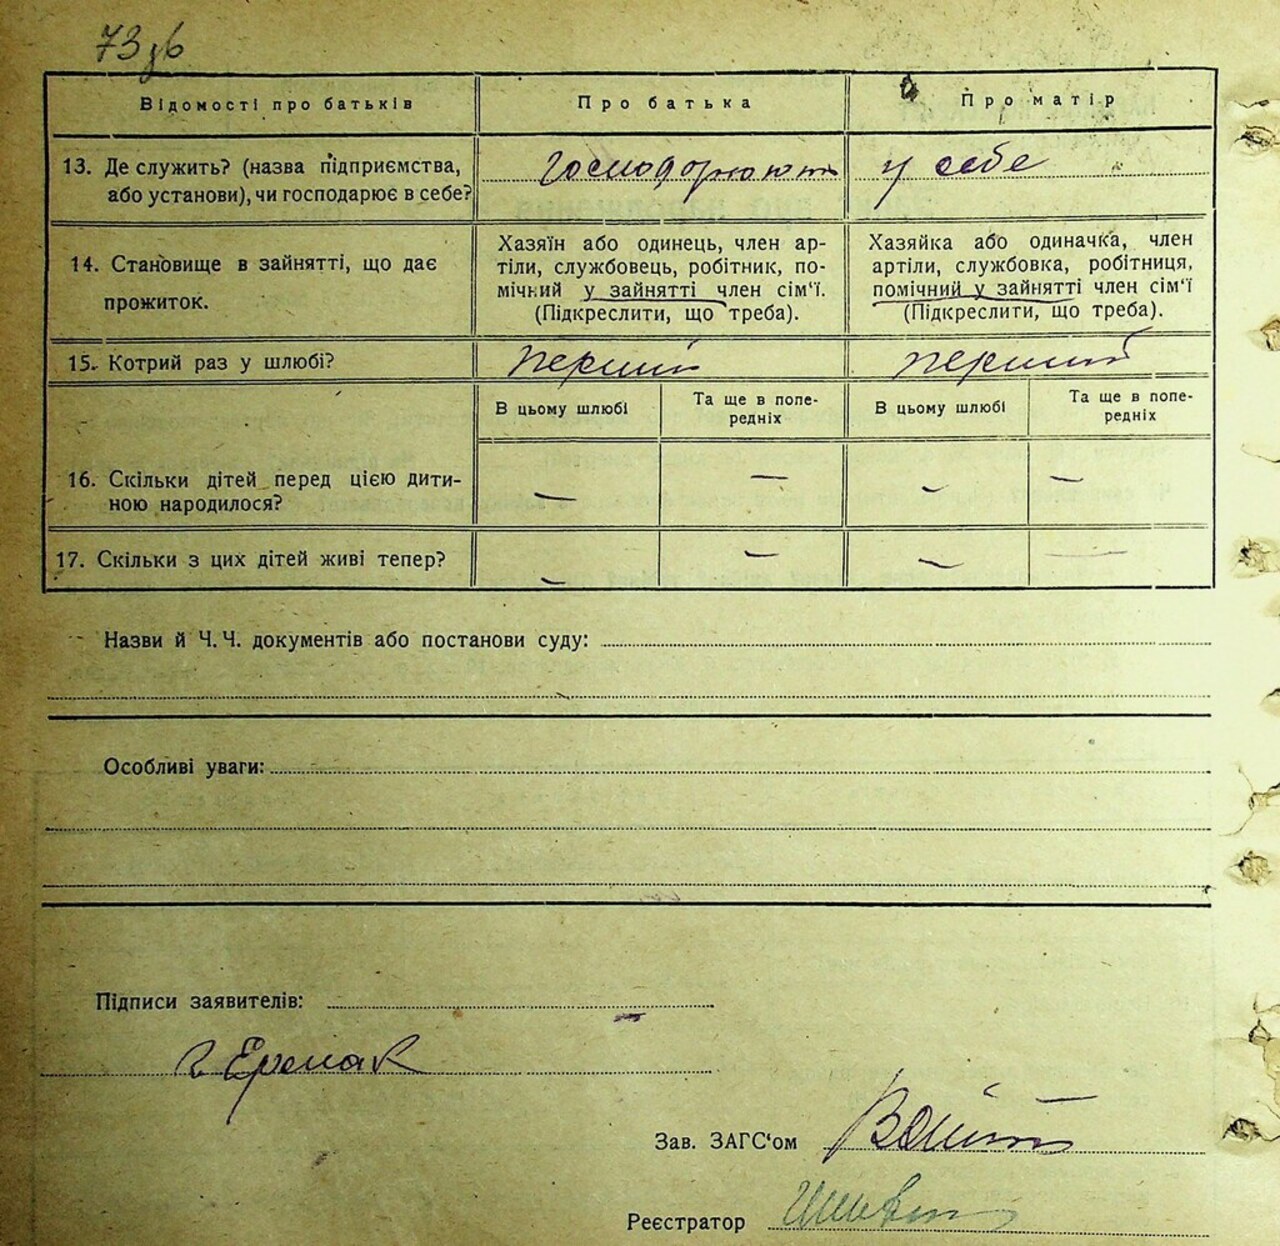 73зв
Відомості про батьків
Про батька
Про матір
13. Де служить? (назва підприємства,
або установи), чи господарює в себе?
господорюють
у себе
14. Становище в зайнятті, що дає
прожиток.
Хазяїн або одинець, член ар-
тіли, службовець, робітник, по-
мічний у зайнятті член сім'ї.
(Підкреслити, що треба).
Хазяйка або одиначка, член
артіли, службовка, робітниця,
помічний у зайнятті член сім'ї
(Підкреслити, що треба).
15. Котрий раз у шлюбі?
перший
перший
В цьому шлюбі
Та ще в попе-
редніх
В цьому шлюбі
Та ще в попе-
редніх
16. Скільки дітей перед цією дити-
ною народилося?
— — — —
17. Скільки з цих дітей живі тепер?
— — — —
Назви й Ч. Ч. документів або постанови суду:
Особливі уваги:
Підписи заявителів:
Ермак
Зав. ЗАГС'ом
Реєстратор